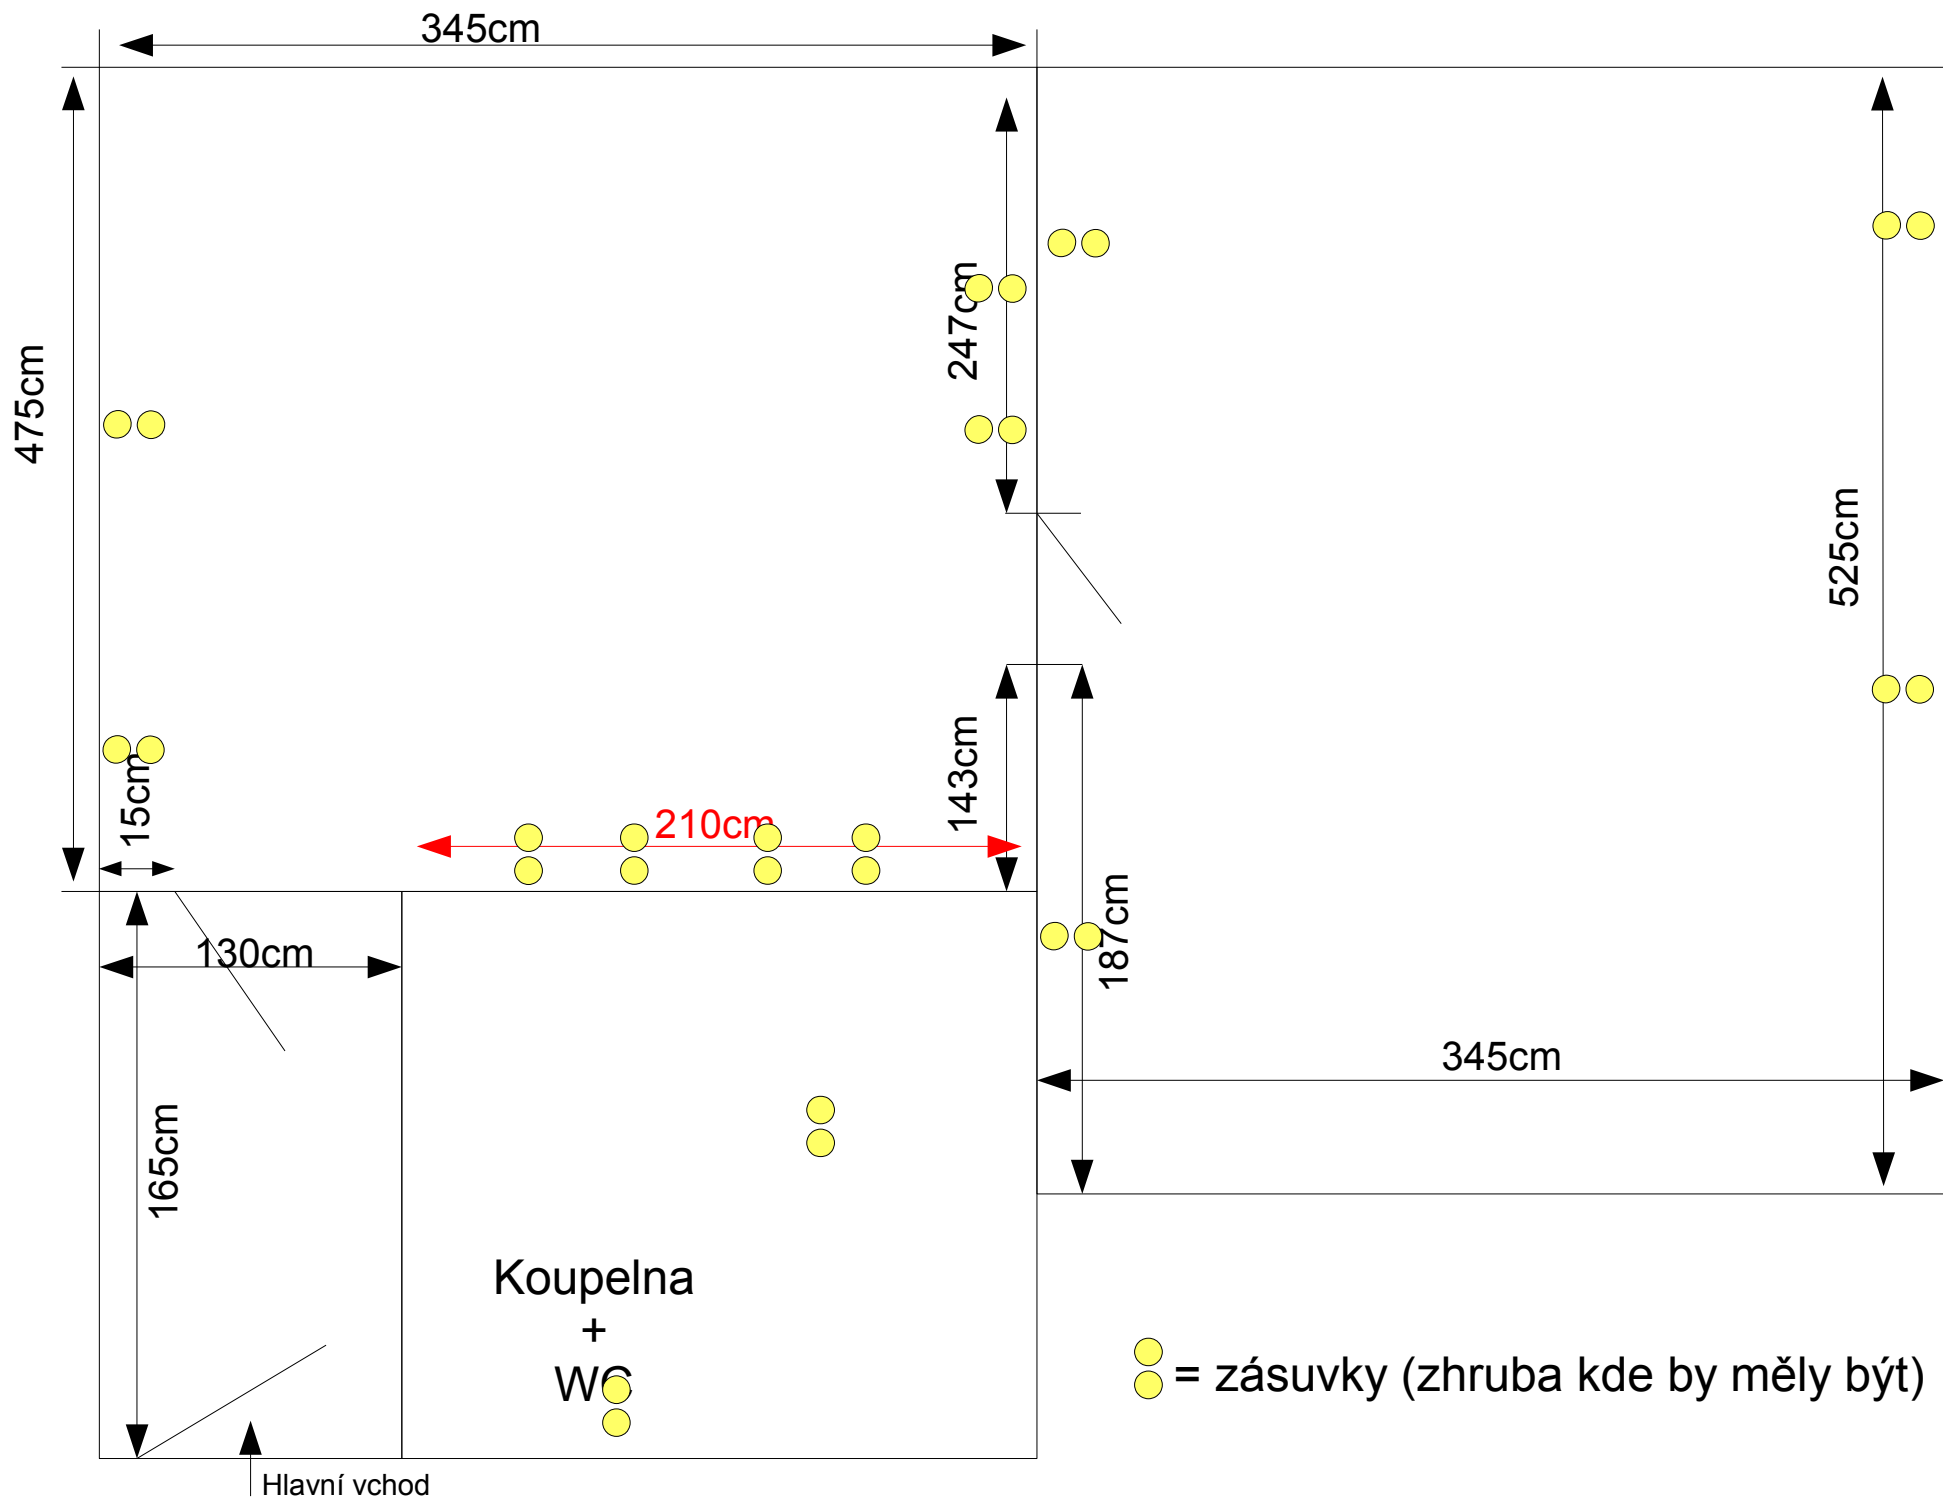 345cm
475cm
247cm
525cm
15cm
210cm
143cm
187cm
130cm
345cm
165cm
Koupelna
+
WC
= zásuvky (zhruba kde by měly být)
Hlavní vchod